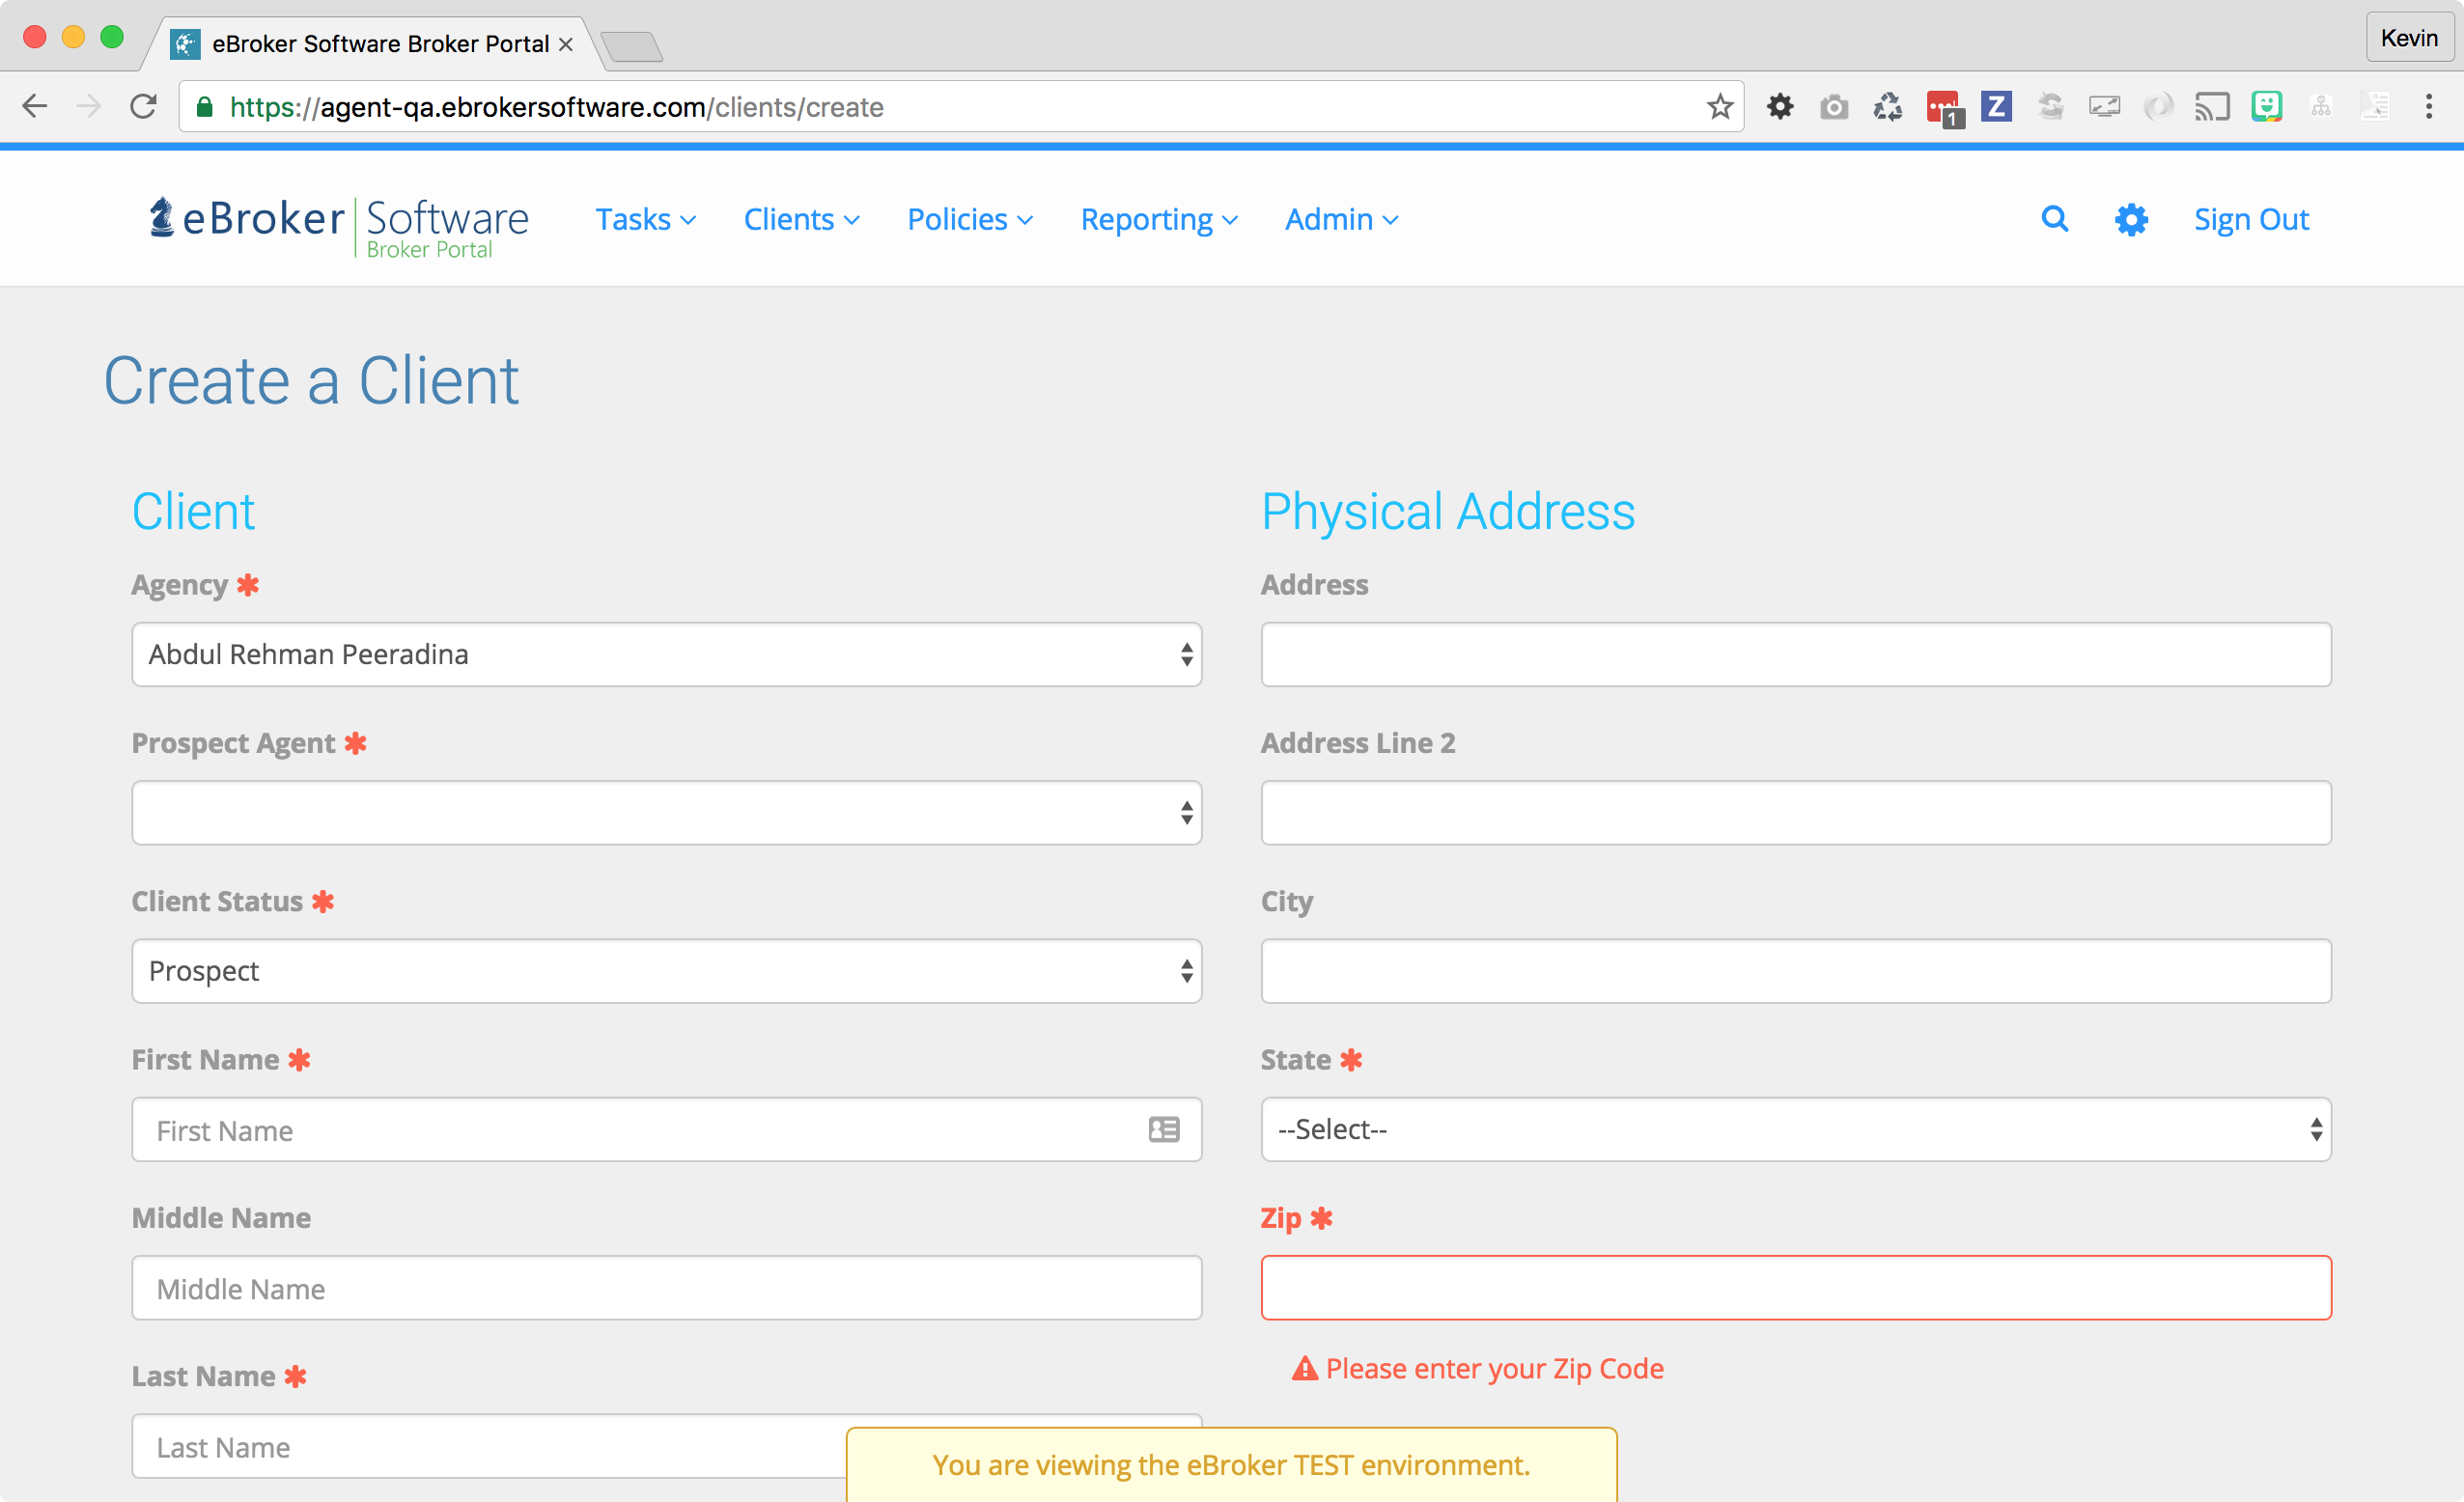 eBroker Software Broker Portal
Kevin
https://agent-qa.ebrokersoftware.com/clients/create
1
Z
eBroker Software
Broker Portal
Tasks
Clients
Policies
Reporting
Admin
Sign Out
Create a Client
Client
Agency *
Abdul Rehman Peeradina
Prospect Agent *
Client Status *
Prospect
First Name *
First Name
Middle Name
Middle Name
Last Name *
Last Name
Physical Address
Address
Address Line 2
City
State *
--Select--
Zip *
Please enter your Zip Code
You are viewing the eBroker TEST environment.